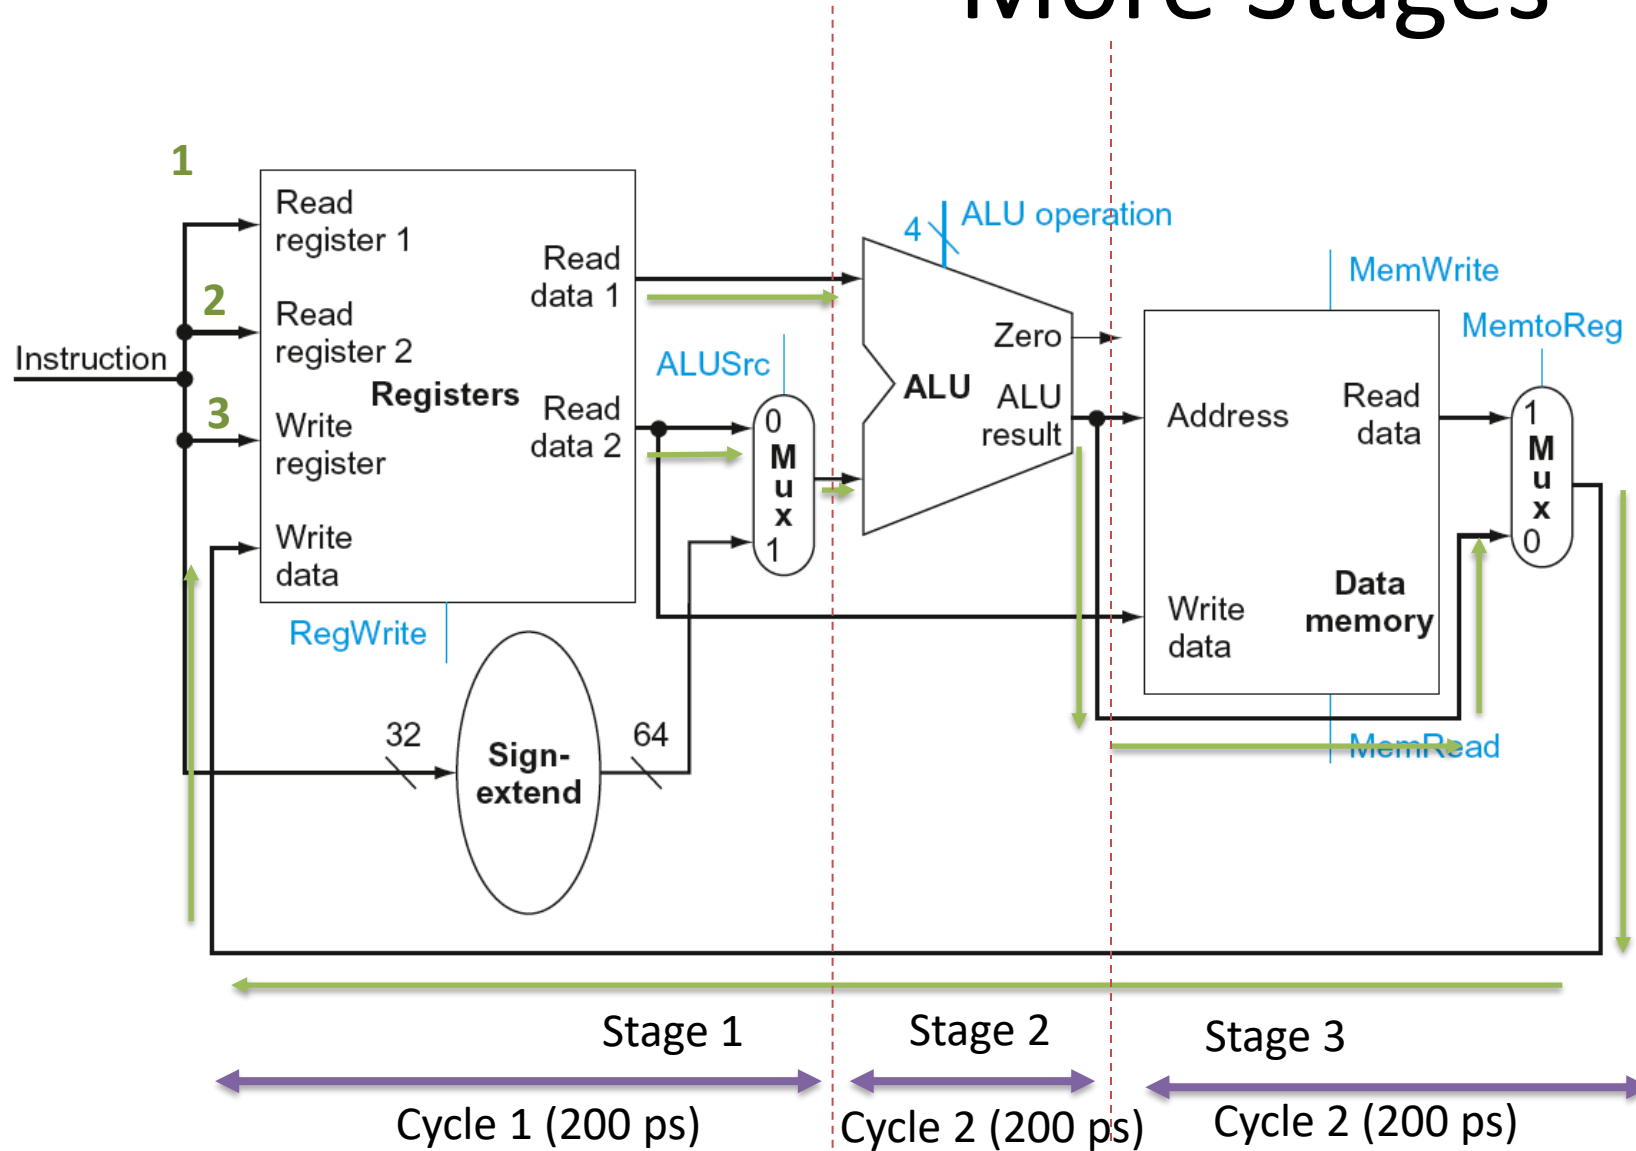 More Stages
1
Read
register 1
2
Read
register 2
Instruction
3
Registers
Write
register
Write
data
Read
data 1
Read
data 2
RegWrite
32
Sign-
extend
64
ALUSrc
0
M
u
x
1
4
ALU operation
Zero
ALU
ALU
result
MemWrite
MemtoReg
Address
Read
data
Write
data
Data
memory
MemRead
1
M
u
x
0
Stage 1
Stage 2
Stage 3
Cycle 1 (200 ps)
Cycle 2 (200 ps)
Cycle 2 (200 ps)